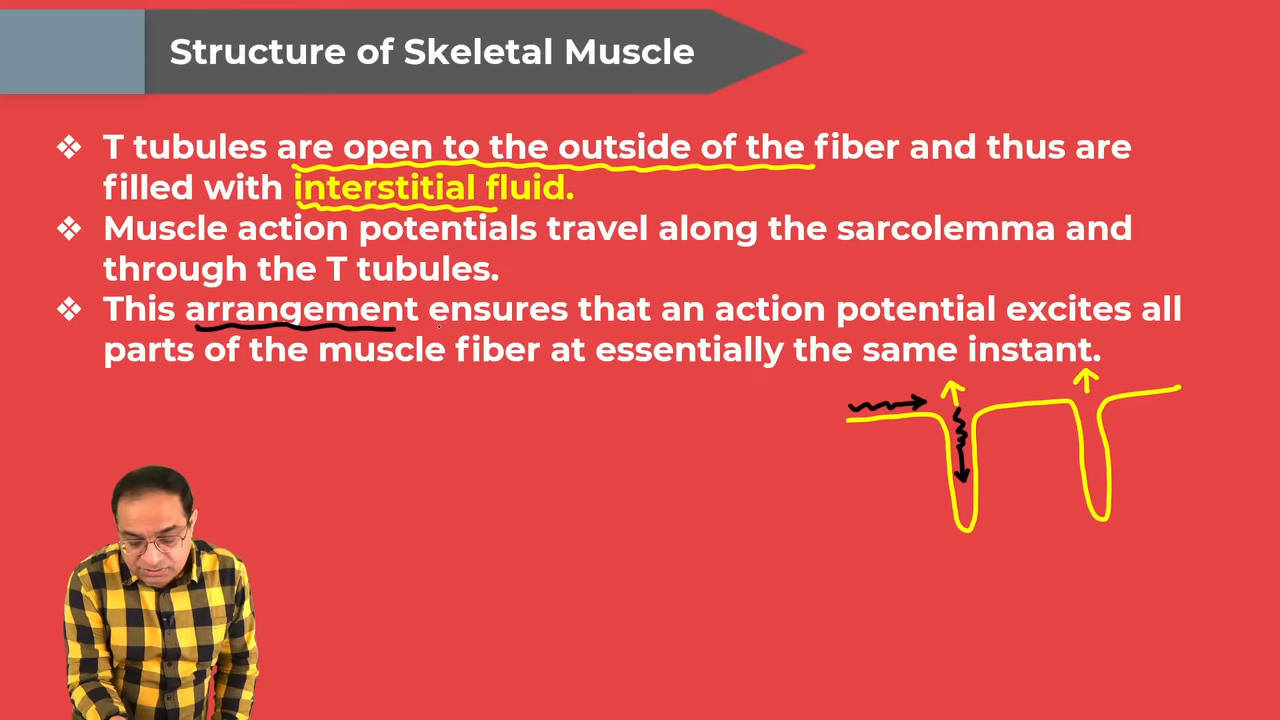 Structure of Skeletal Muscle
❖ T tubules are open to the outside of the fiber and thus are
filled with interstitial fluid.
❖ Muscle action potentials travel along the sarcolemma and
through the T tubules.
❖ This arrangement ensures that an action potential excites all
parts of the muscle fiber at essentially the same instant.